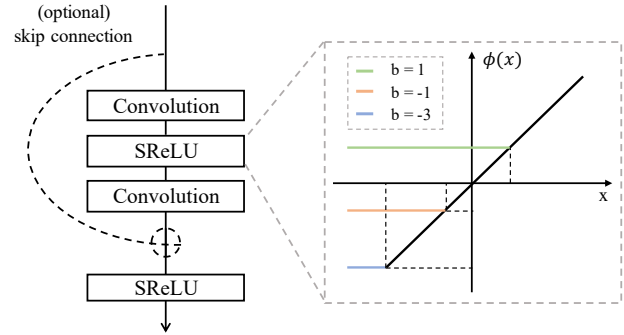 (optional)
skip connection
Convolution
SReLU
Convolution
SReLU
ϕ(x)
b = 1
b = -1
b = -3
x